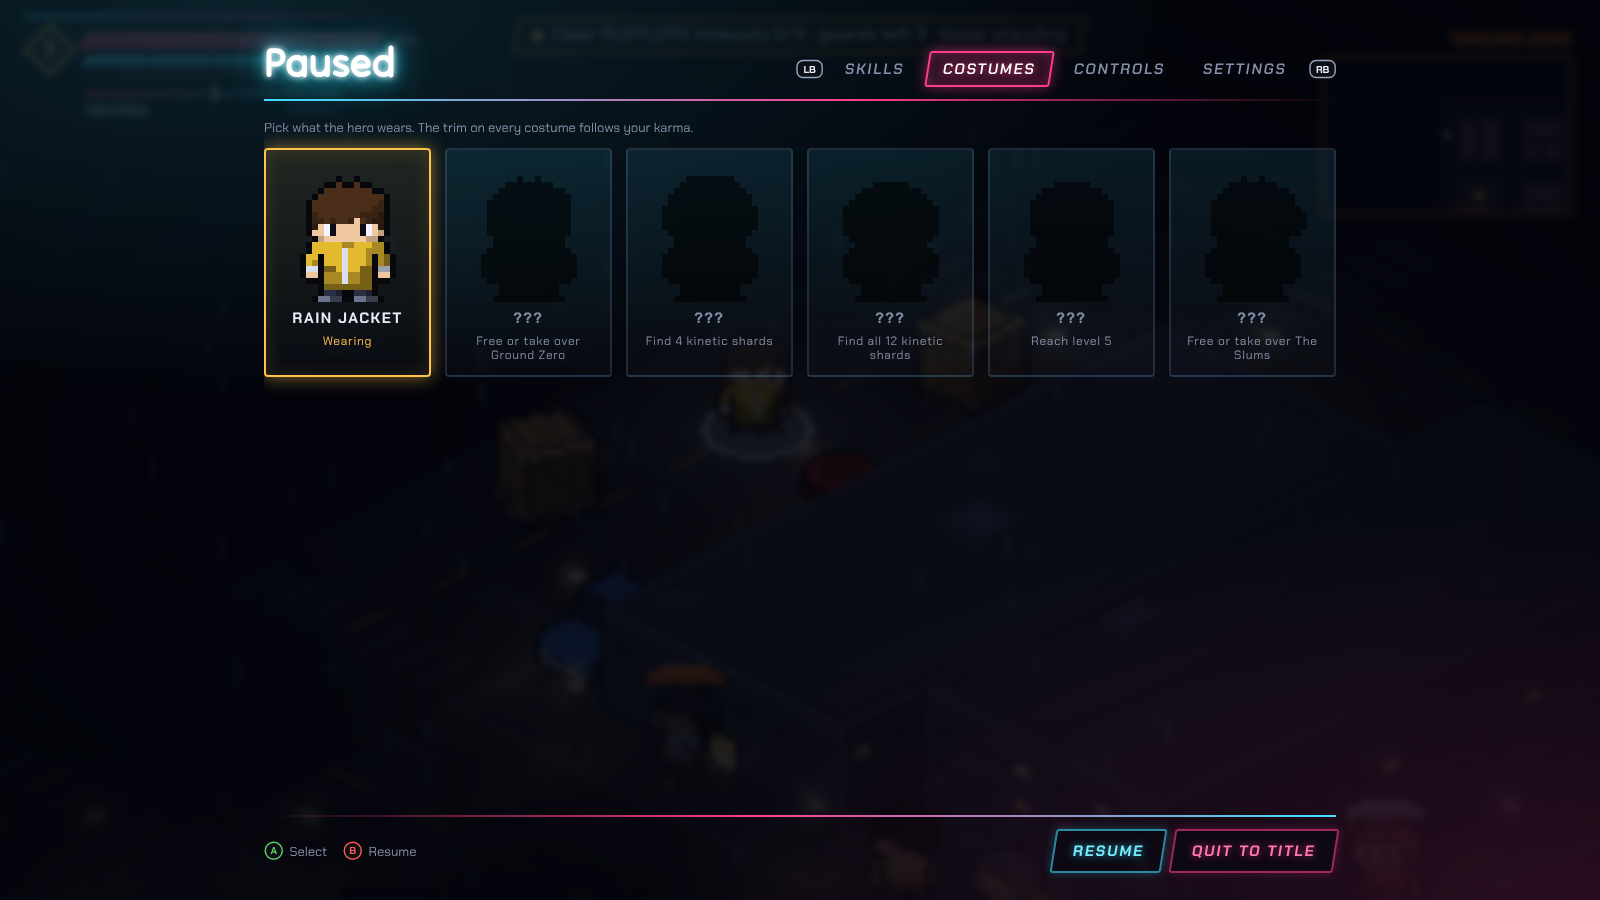 Paused
LB SKILLS COSTUMES CONTROLS SETTINGS RB
Pick what the hero wears. The trim on every costume follows your karma.
RAIN JACKET
Wearing
???
Free or take over
Ground Zero
???
Find 4 kinetic shards
???
Find all 12 kinetic
shards
???
Reach level 5
???
Free or take over The
Slums
A Select B Resume
RESUME QUIT TO TITLE